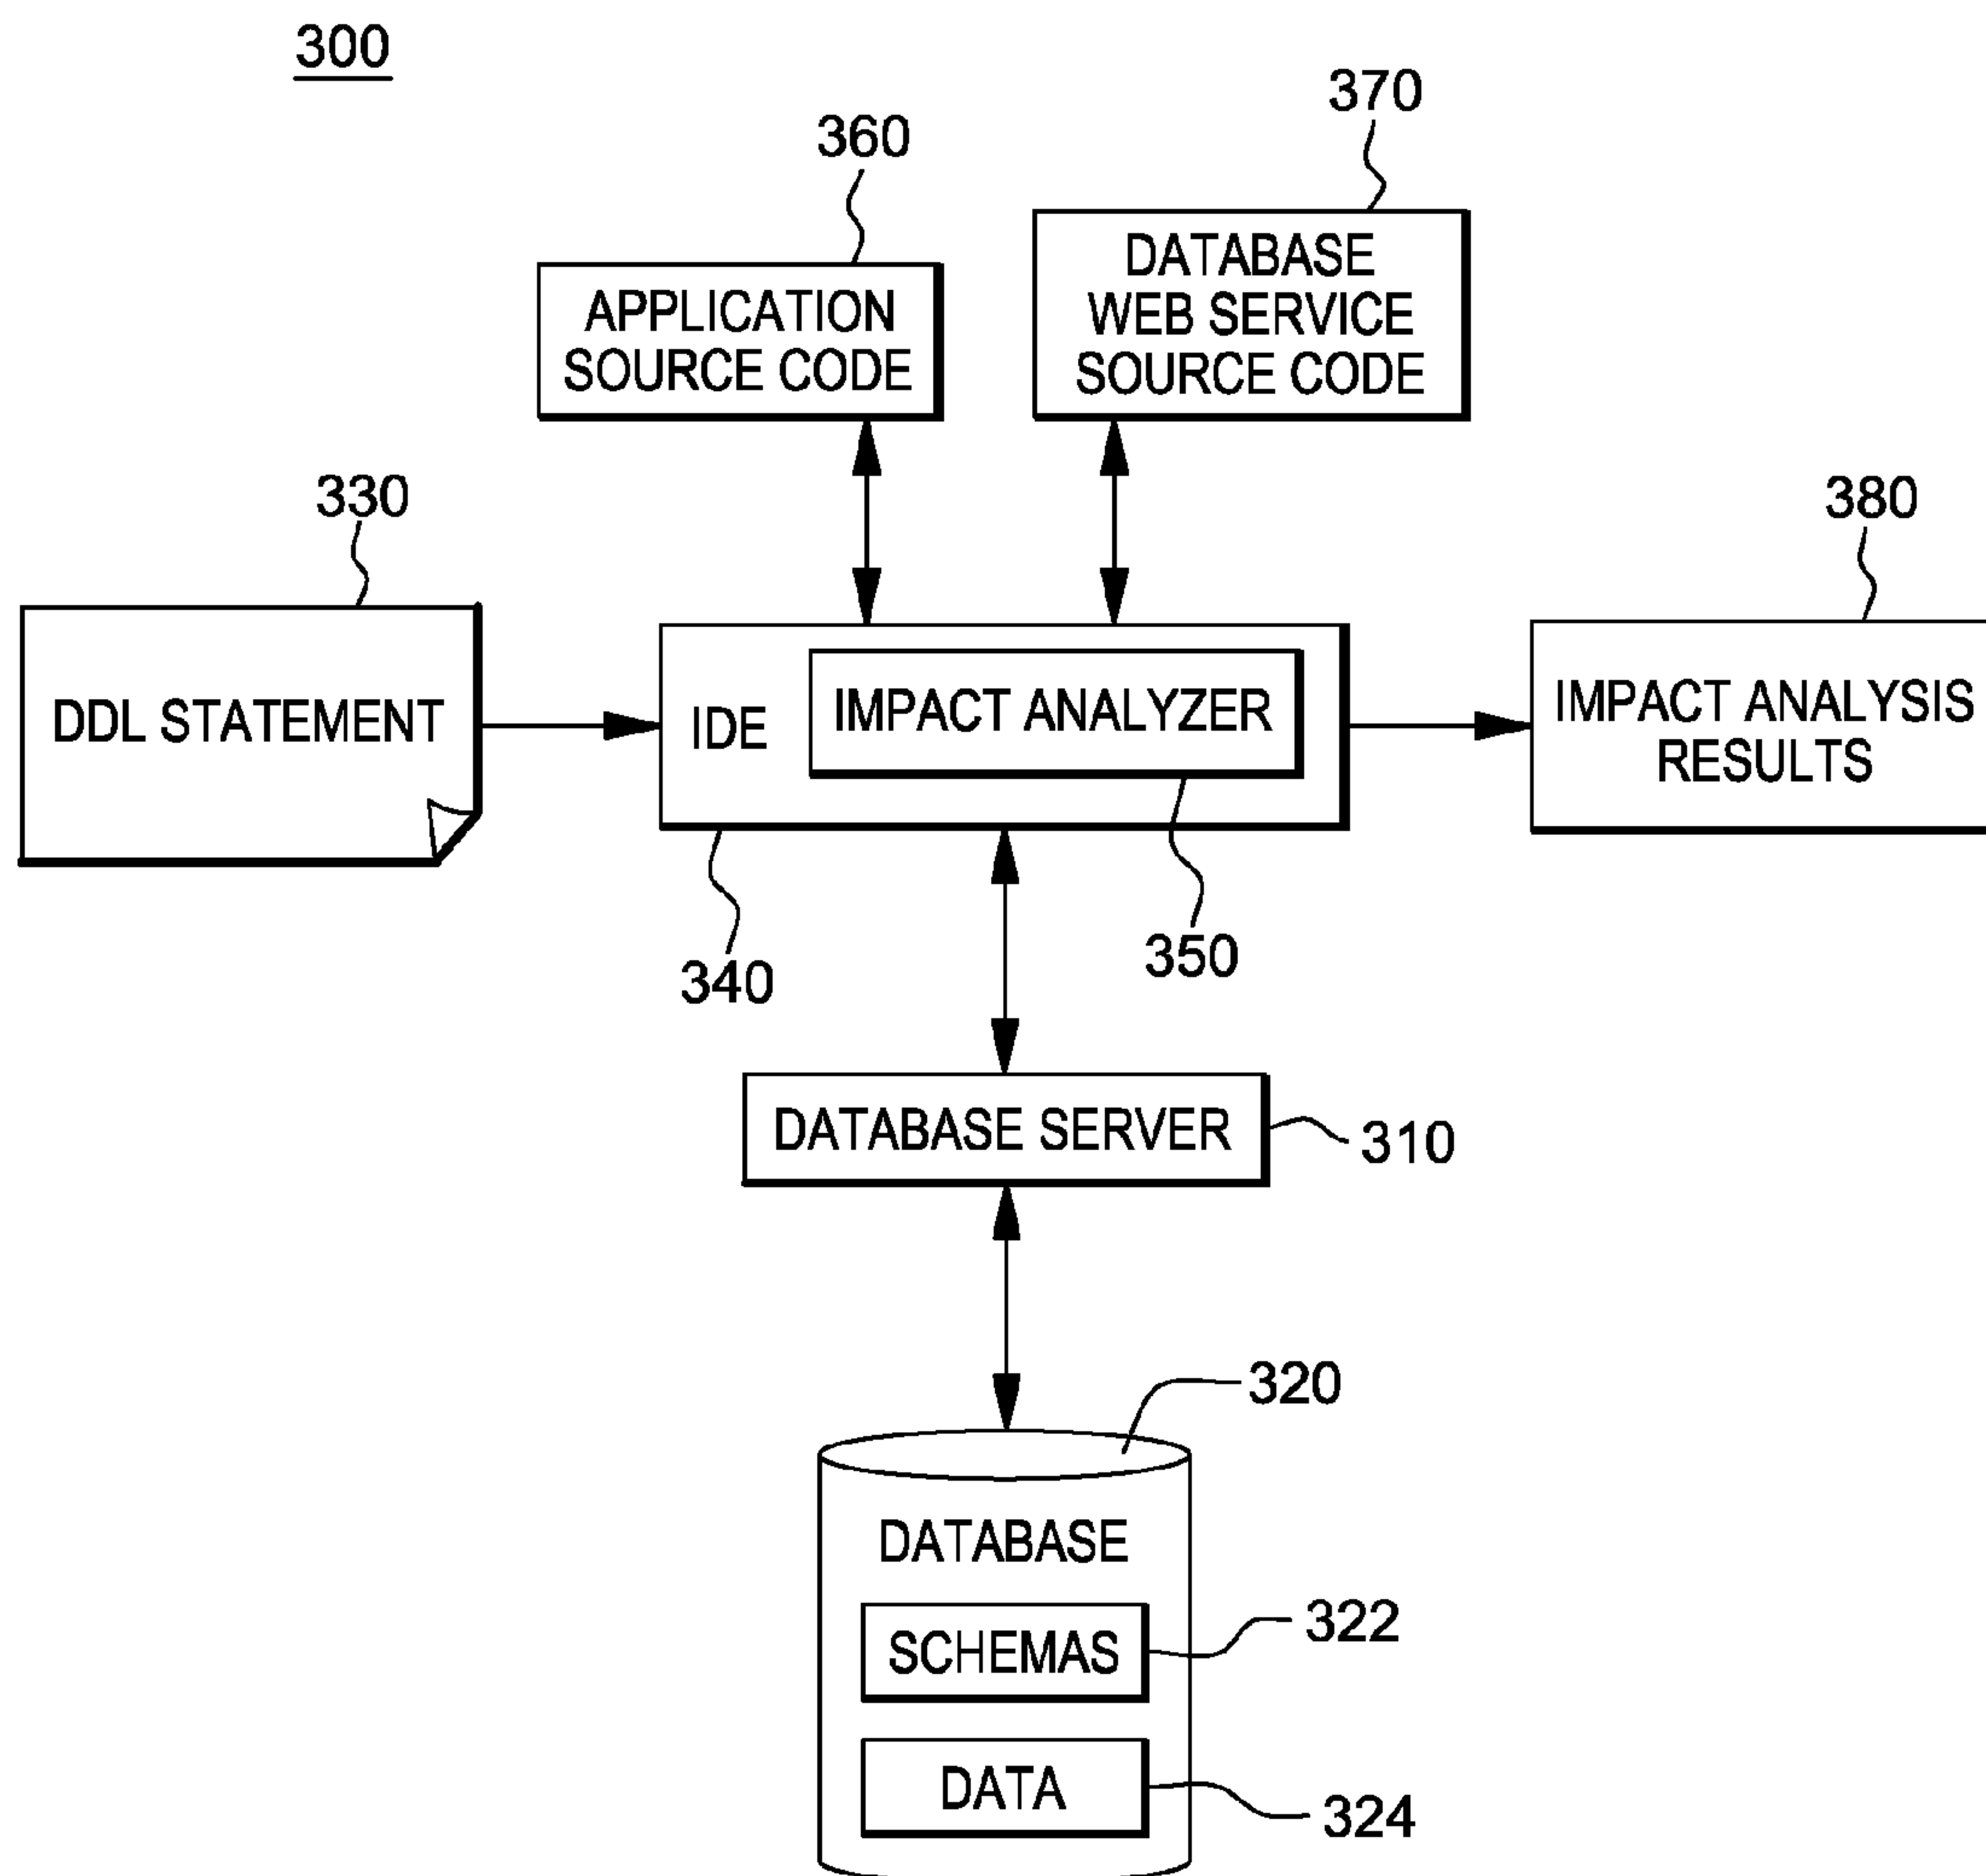 300
370
360
DATABASE
WEB SERVICE
SOURCE CODE
APPLICATION
SOURCE CODE
330
380
DDL STATEMENT
IDE
IMPACT ANALYZER
IMPACT ANALYSIS
RESULTS
350
340
DATABASE SERVER
310
320
DATABASE
SCHEMAS
322
DATA
324